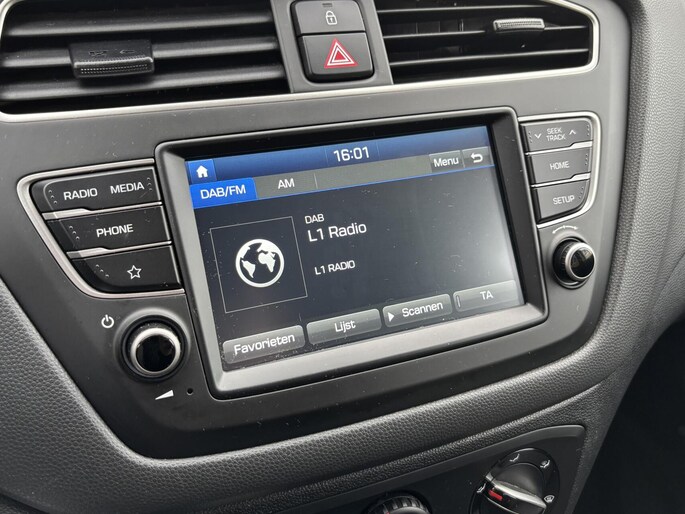 16:01
Menu
DAB/FM
AM
DAB
L1 Radio
L1 RADIO
Favorieten
Lijst
Scannen
TA
RADIO
MEDIA
PHONE
SEEK
TRACK
HOME
SETUP